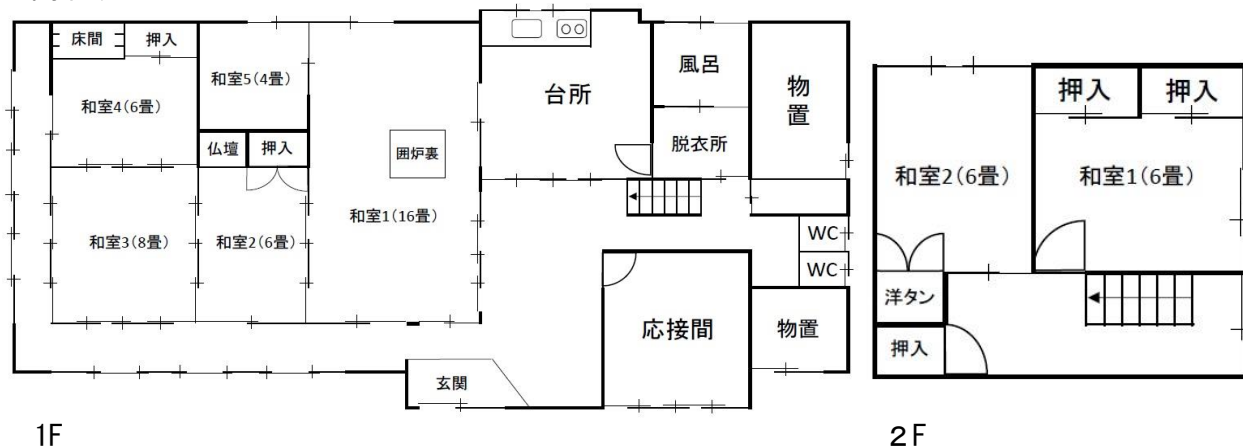 床間
押入
和室5(4畳)
和室4(6畳)
仏壇
押入
囲炉裏
和室3(8畳)
和室2(6畳)
和室1(16畳)
台所
風呂
脱衣所
物置
WC
WC
応接間
物置
玄関
1F
押入
押入
和室2(6畳)
和室1(6畳)
洋タン
押入
2F